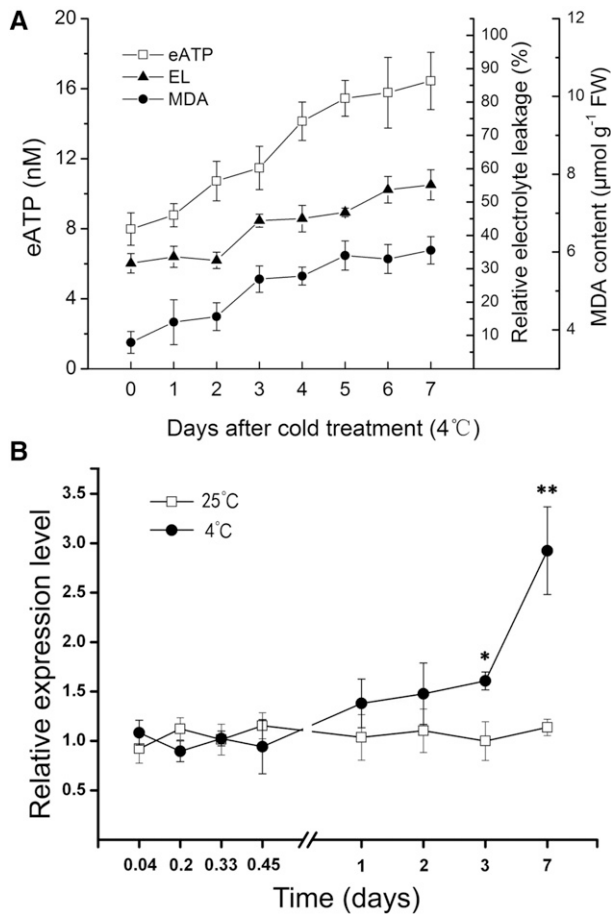 A
eATP
EL
MDA
eATP (nM)
20
16
12
8
4
0
Relative electrolyte leakage (%)
100
90
80
70
60
50
40
30
20
10
MDA content (µmol g⁻¹ FW)
12
10
8
6
4
0 1 2 3 4 5 6 7
Days after cold treatment (4℃)
B
25°C
4°C
Relative expression level
3.5
3.0
2.5
2.0
1.5
1.0
0.5
*
**
0.04 0.2 0.33 0.45 1 2 3 7
Time (days)